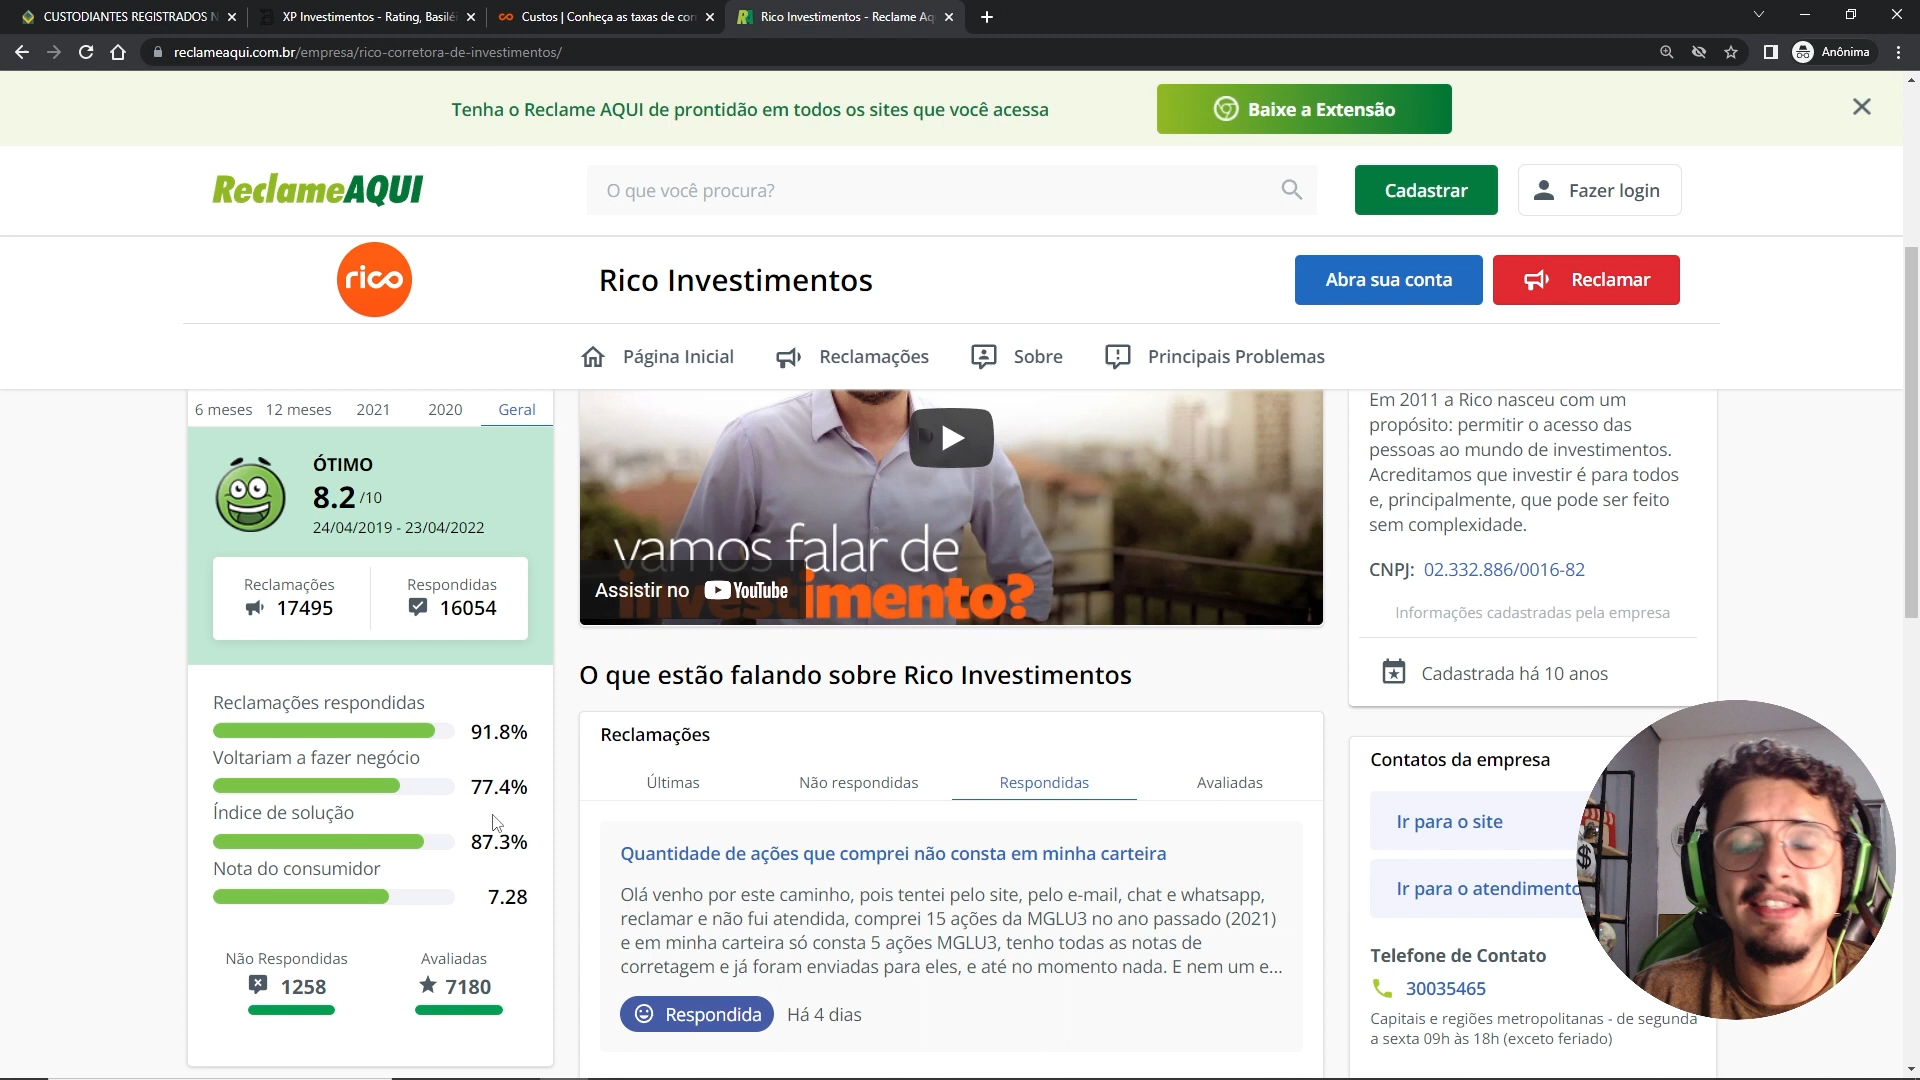 CUSTODIANTES REGISTRADOS N
XP Investimentos - Rating, Basilé
Custos | Conheça as taxas de cor
Rico Investimentos - Reclame Aq
reclameaqui.com.br/empresa/rico-corretora-de-investimentos/
Anônima
Tenha o Reclame AQUI de prontidão em todos os sites que você acessa
Baixe a Extensão
ReclameAQUI
O que você procura?
Cadastrar
Fazer login
rico
Rico Investimentos
Abra sua conta
Reclamar
Página Inicial
Reclamações
Sobre
Principais Problemas
6 meses 12 meses 2021 2020 Geral
ÓTIMO
8.2 /10
24/04/2019 - 23/04/2022
Reclamações
17495
Respondidas
16054
Reclamações respondidas
91.8%
Voltariam a fazer negócio
77.4%
Índice de solução
87.3%
Nota do consumidor
7.28
Não Respondidas
1258
Avaliadas
7180
vamos falar de
investimento?
Assistir no YouTube
O que estão falando sobre Rico Investimentos
Reclamações
Últimas
Não respondidas
Respondidas
Avaliadas
Quantidade de ações que comprei não consta em minha carteira
Olá venho por este caminho, pois tentei pelo site, pelo e-mail, chat e whatsapp,
reclamar e não fui atendida, comprei 15 ações da MGLU3 no ano passado (2021)
e em minha carteira só consta 5 ações MGLU3, tenho todas as notas de
corretagem e já foram enviadas para eles, e até no momento nada. E nem um e...
Respondida
Há 4 dias
Em 2011 a Rico nasceu com um
propósito: permitir o acesso das
pessoas ao mundo de investimentos.
Acreditamos que investir é para todos
e, principalmente, que pode ser feito
sem complexidade.
CNPJ: 02.332.886/0016-82
Informações cadastradas pela empresa
Cadastrada há 10 anos
Contatos da empresa
Ir para o site
Ir para o atendimento
Telefone de Contato
30035465
Capitais e regiões metropolitanas - de segunda
a sexta 09h às 18h (exceto feriado)